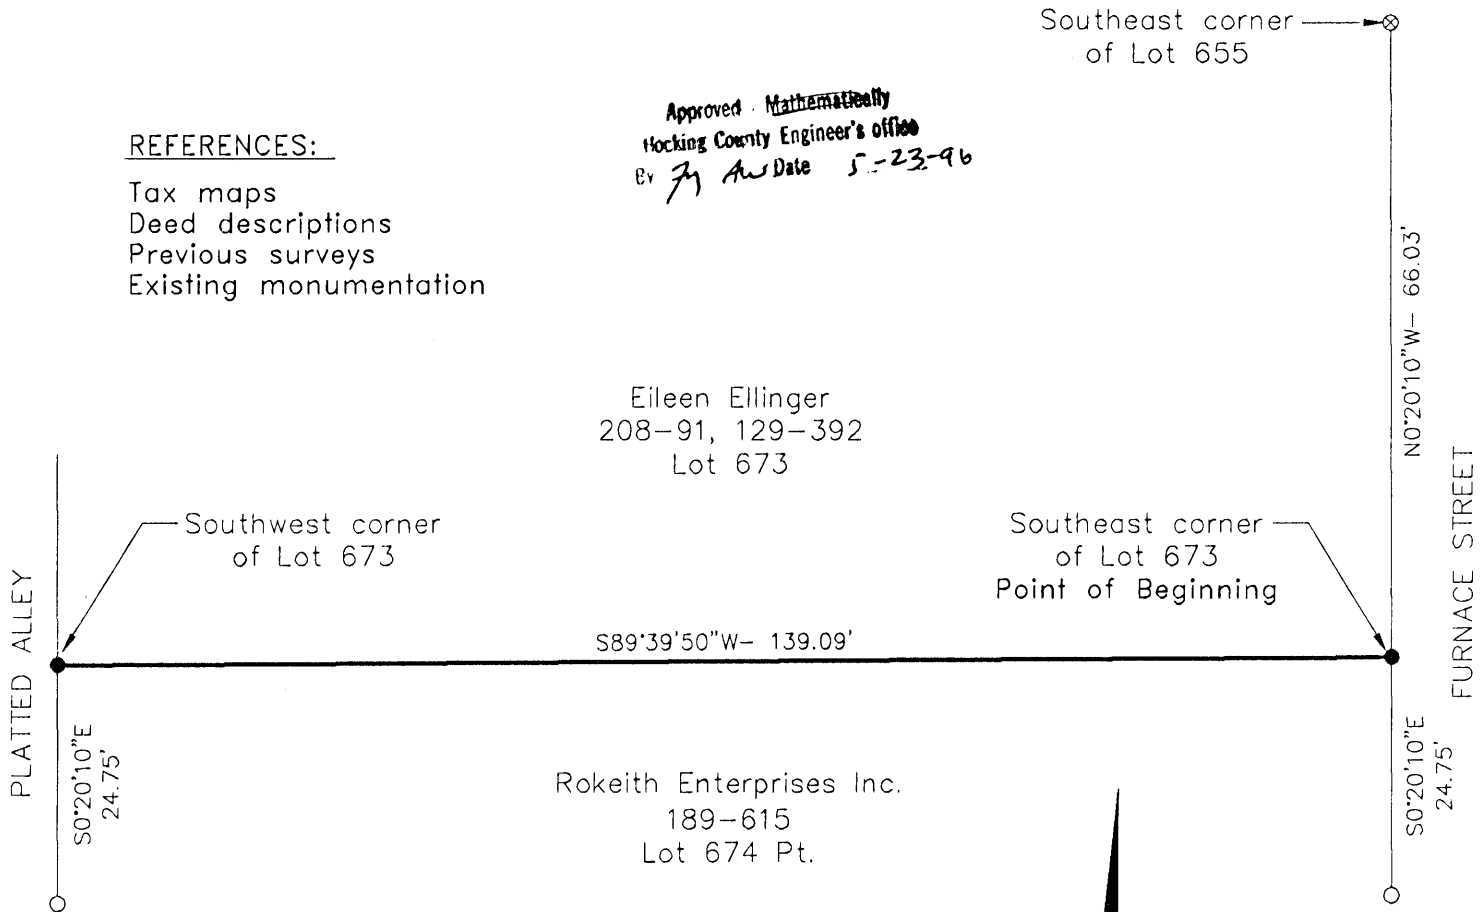 Southeast corner
of Lot 655
Approved Mathematically
Hocking County Engineer's office
By Date 5-23-96
REFERENCES:
Tax maps
Deed descriptions
Previous surveys
Existing monumentation
N0°20'10"W- 66.03'
Eileen Ellinger
208-91, 129-392
Lot 673
Southwest corner
of Lot 673
Southeast corner
of Lot 673
Point of Beginning
FURNACE STREET
PLATTED ALLEY
S89°39'50"W- 139.09'
S0°20'10"E
24.75'
Rokeith Enterprises Inc.
189-615
Lot 674 Pt.
S0°20'10"E
24.75'